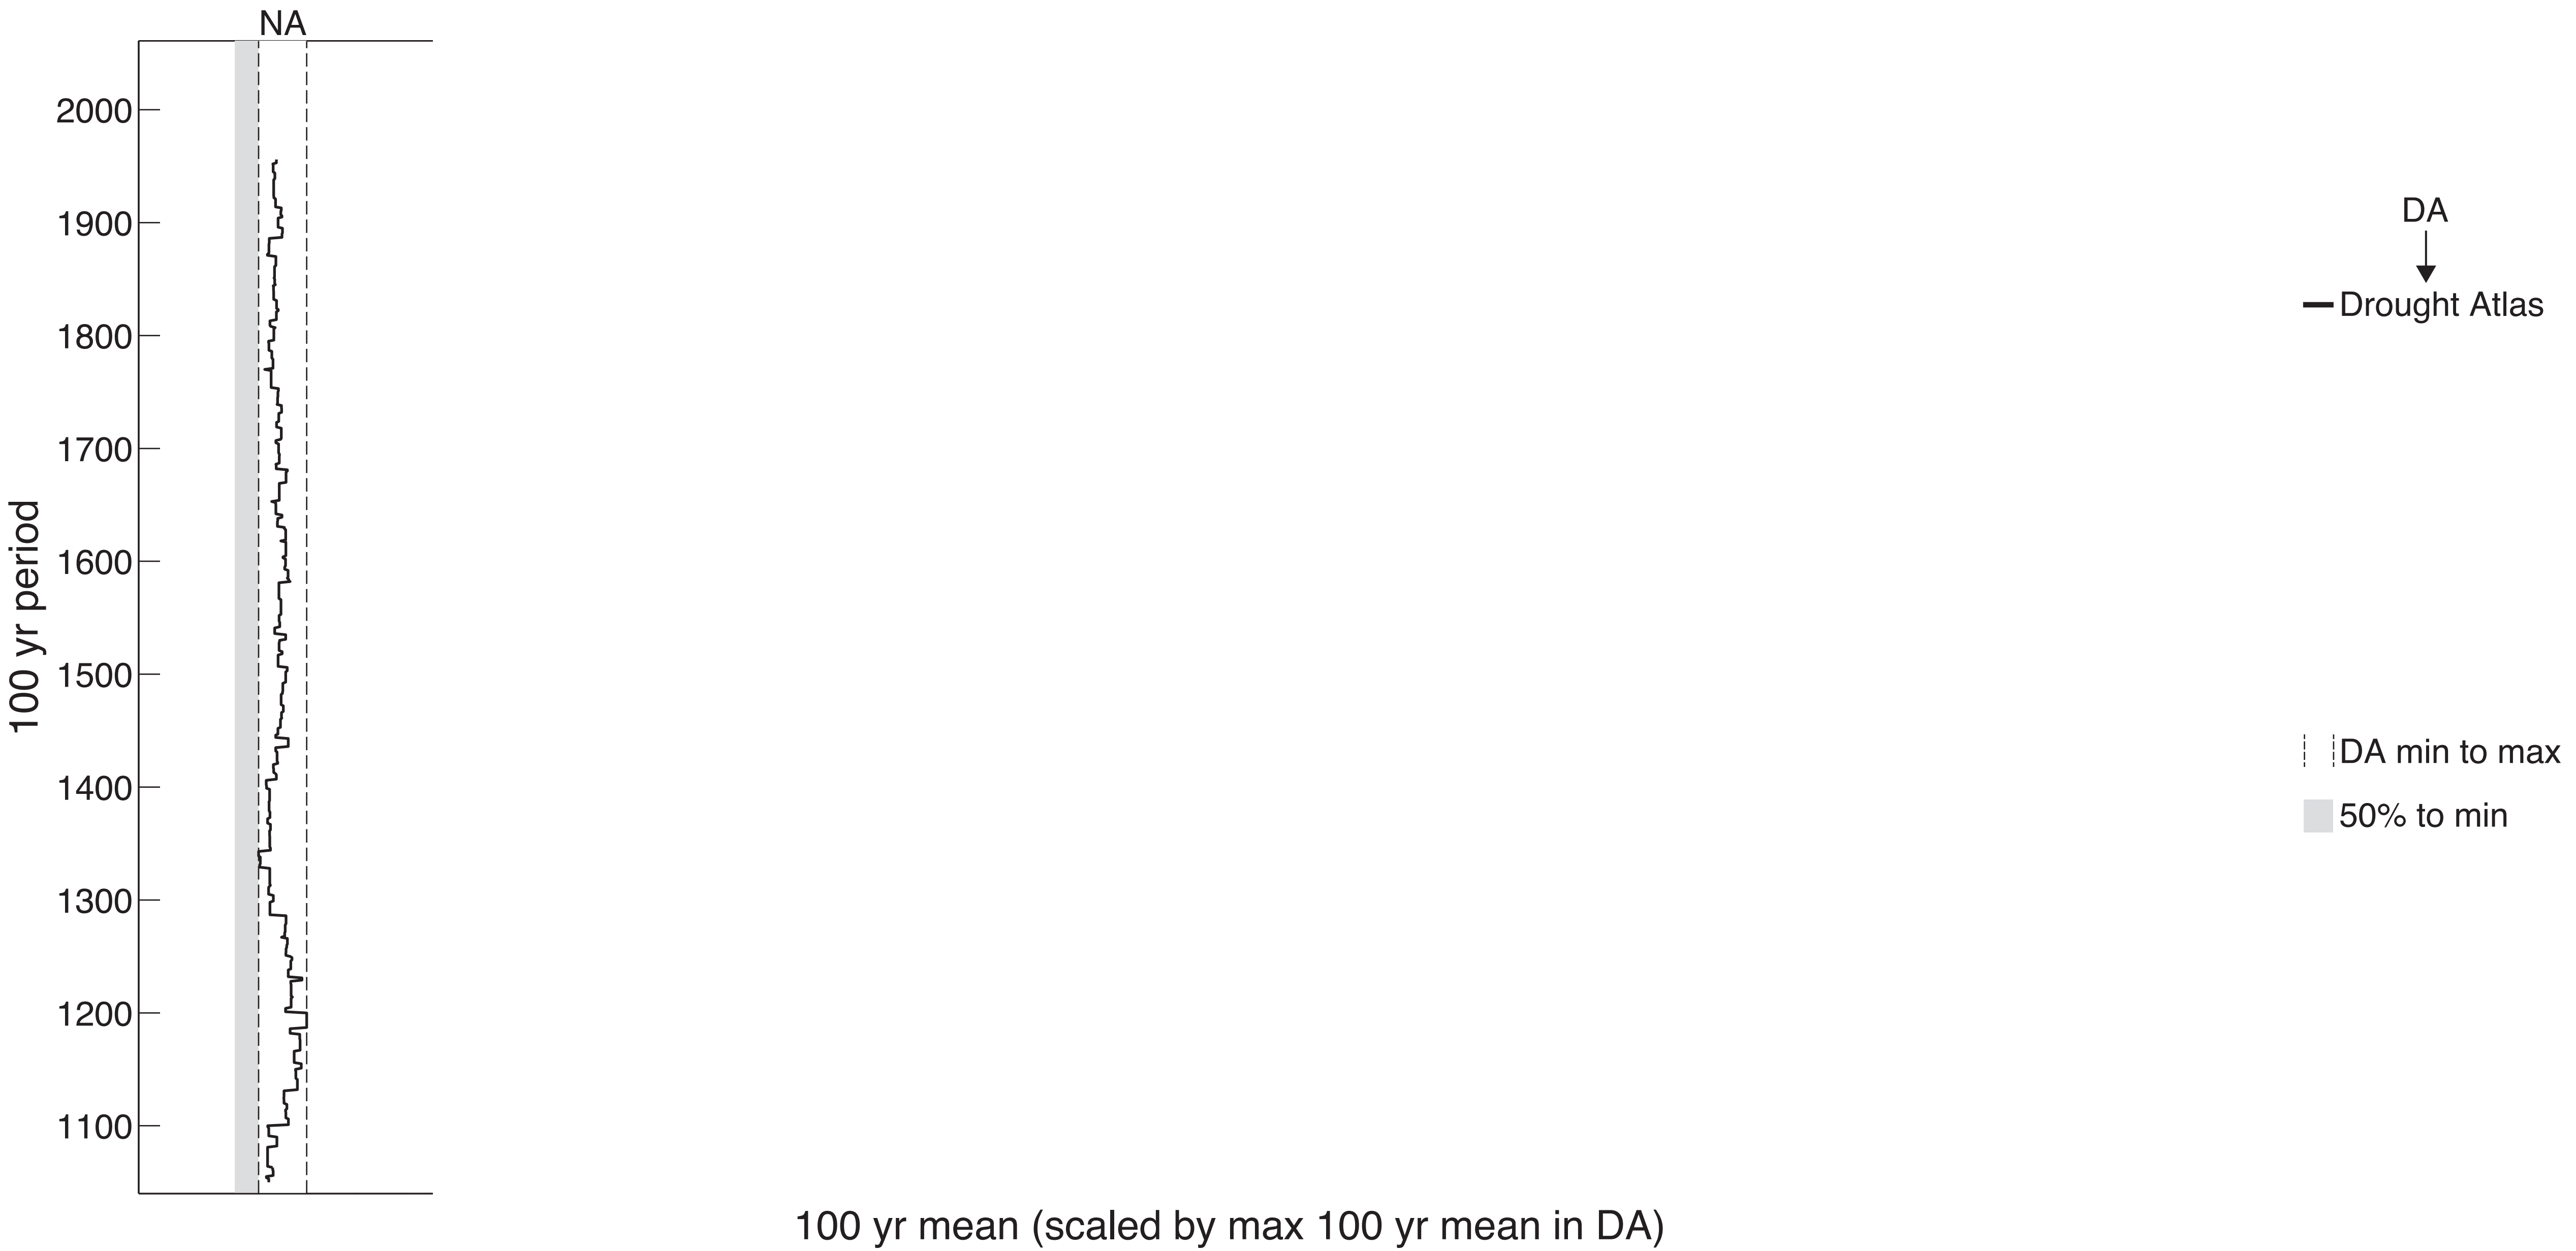 NA
2000
1900
1800
1700
1600
1500
1400
1300
1200
1100
100 yr period
100 yr mean (scaled by max 100 yr mean in DA)
DA
Drought Atlas
DA min to max
50% to min